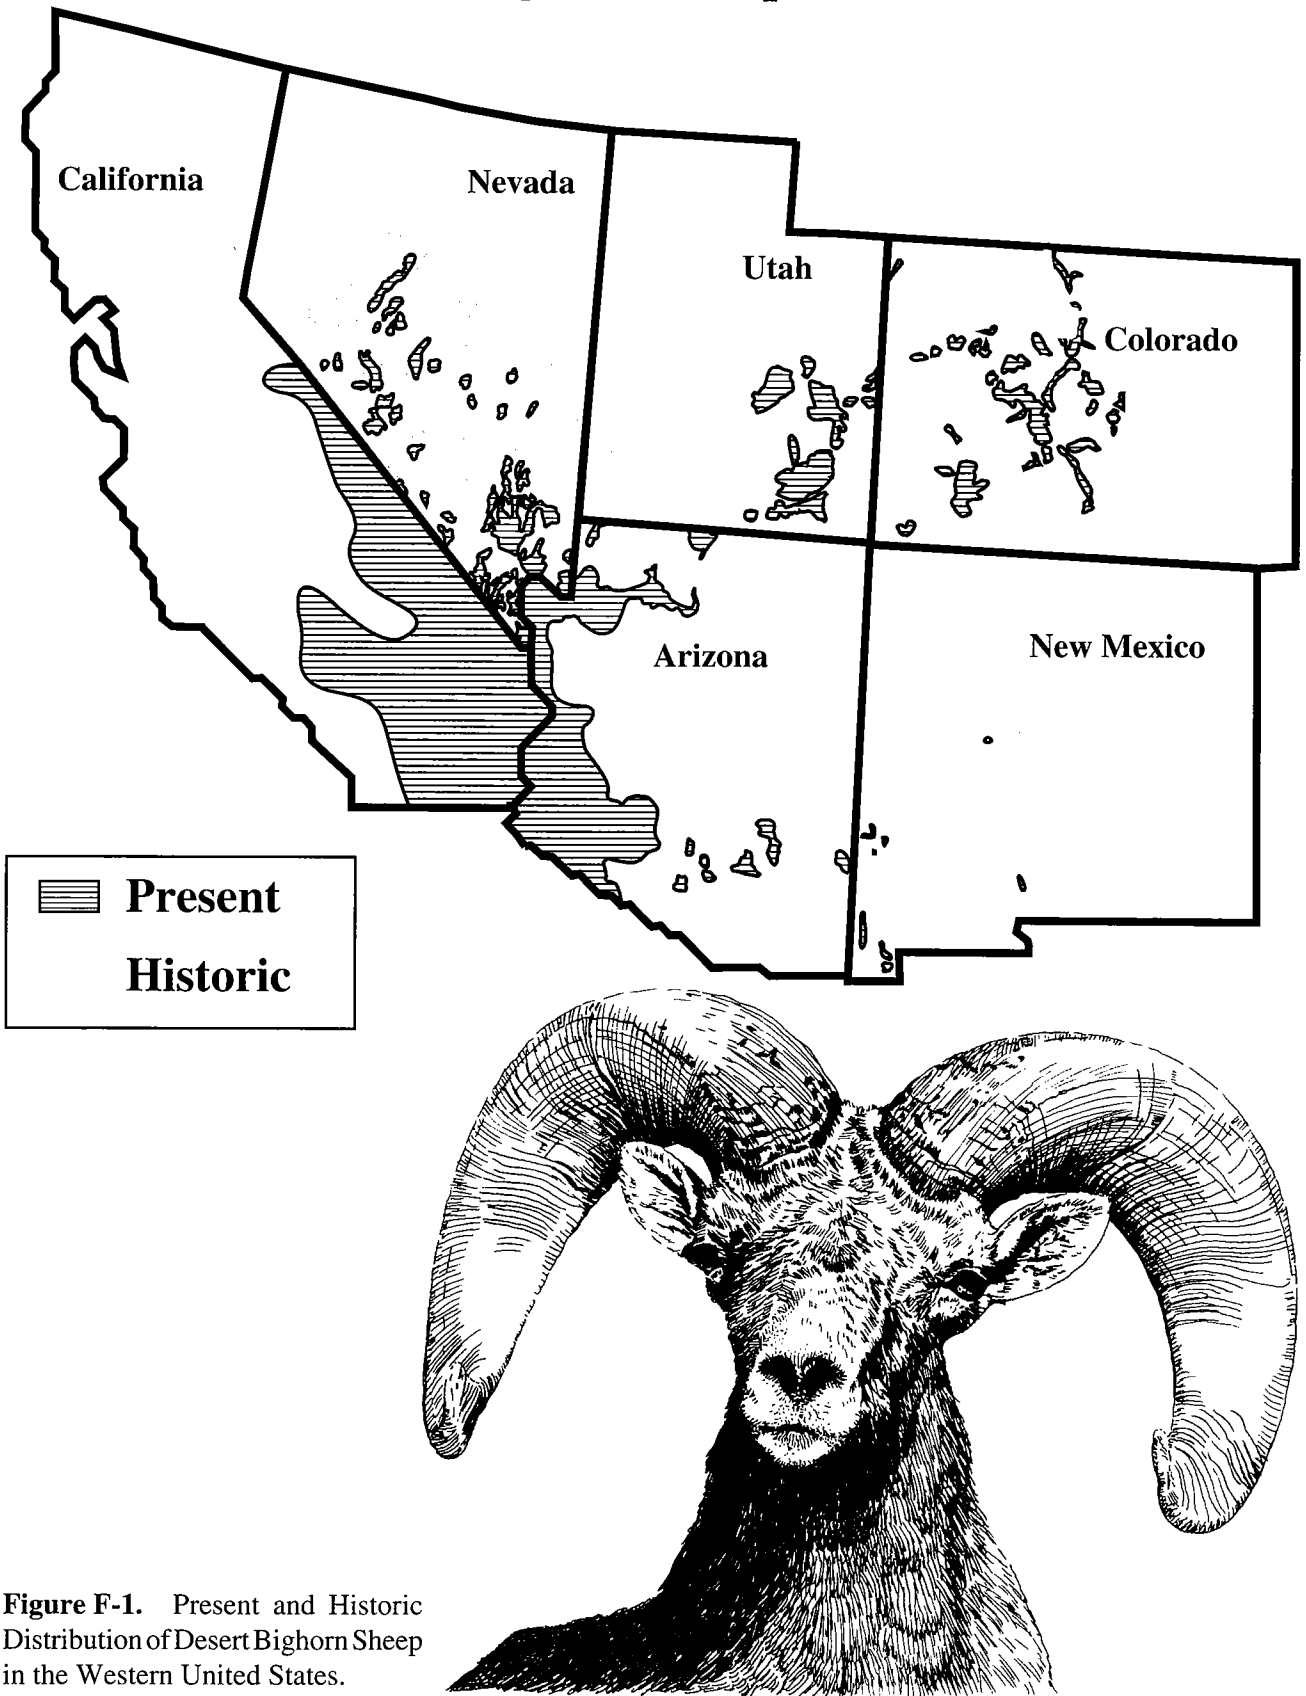 California
Nevada
Utah
Colorado
Arizona
New Mexico
Present
Historic
Figure F-1. Present and Historic
Distribution of Desert Bighorn Sheep
in the Western United States.